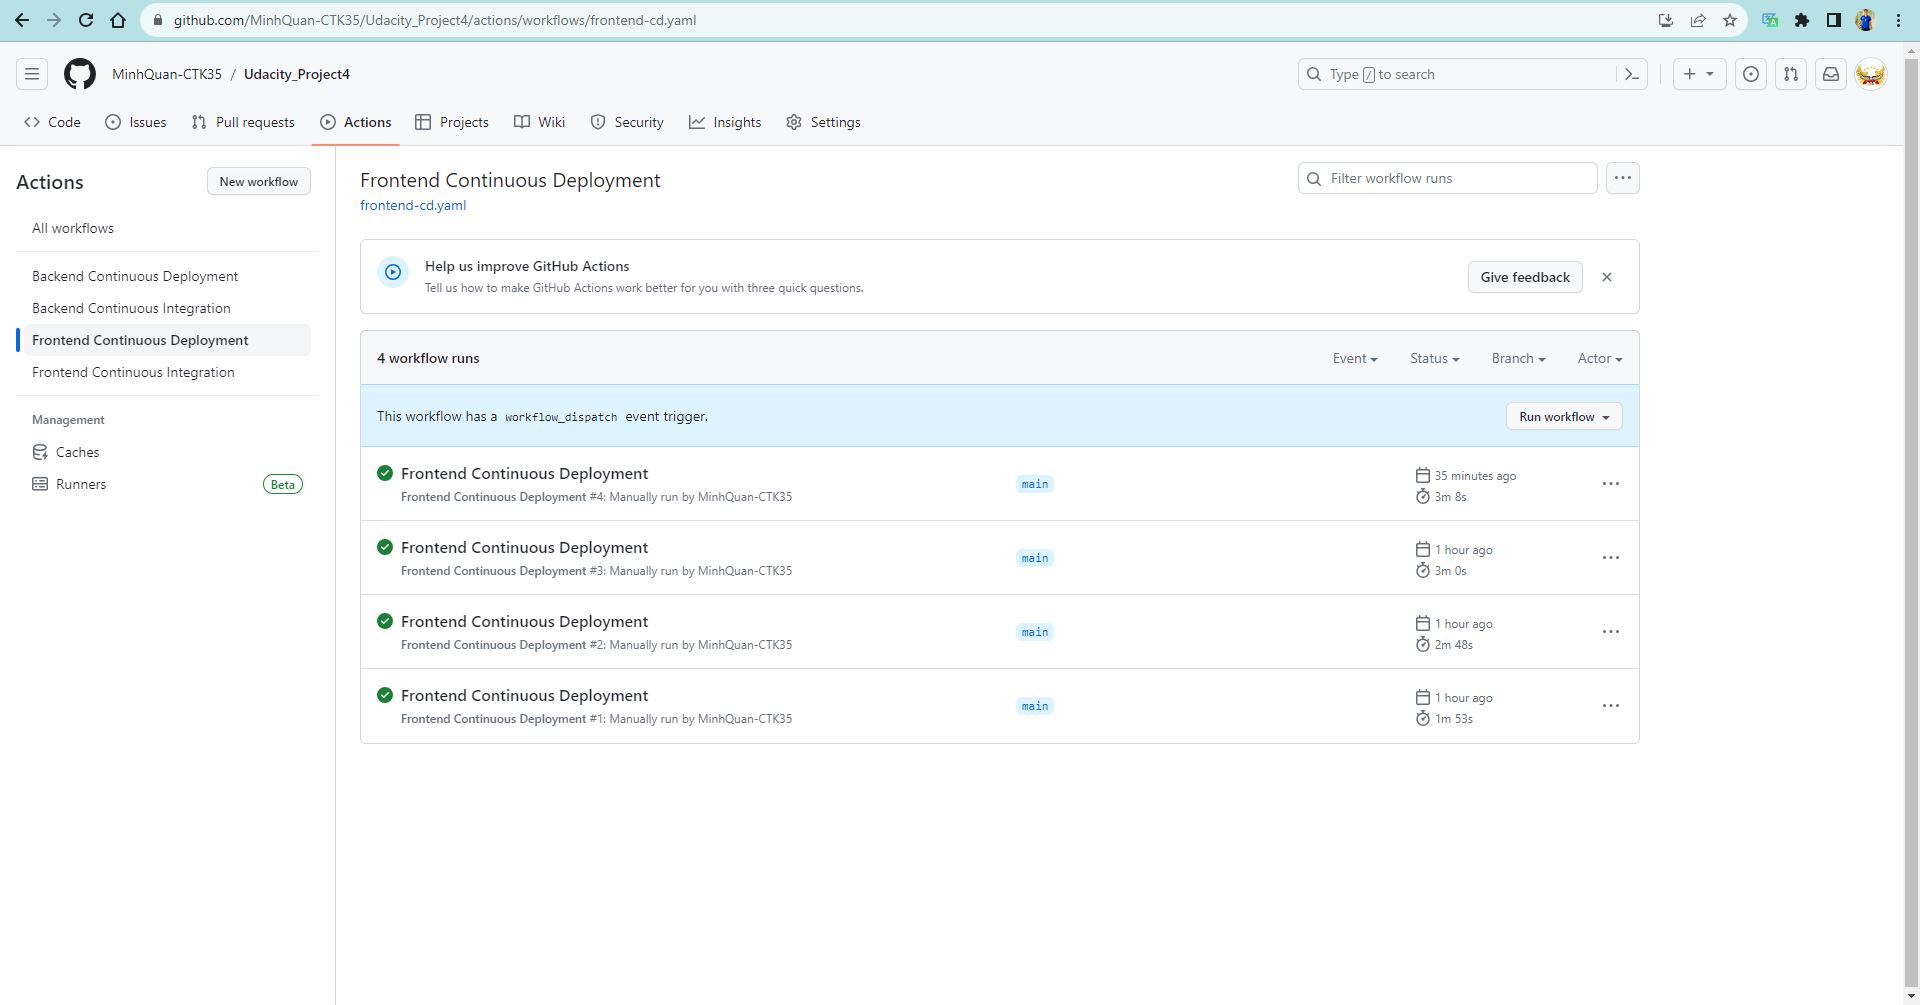 github.com/MinhQuan-CTK35/Udacity_Project4/actions/workflows/frontend-cd.yaml
MinhQuan-CTK35 / Udacity_Project4
Type / to search
Code Issues Pull requests Actions Projects Wiki Security Insights Settings
Actions
New workflow
All workflows
Backend Continuous Deployment
Backend Continuous Integration
Frontend Continuous Deployment
Frontend Continuous Integration
Management
Caches
Runners Beta
Frontend Continuous Deployment
frontend-cd.yaml
Filter workflow runs
Help us improve GitHub Actions
Tell us how to make GitHub Actions work better for you with three quick questions.
Give feedback
4 workflow runs
Event Status Branch Actor
This workflow has a workflow_dispatch event trigger.
Run workflow
Frontend Continuous Deployment
Frontend Continuous Deployment #4: Manually run by MinhQuan-CTK35
main
35 minutes ago
3m 8s
Frontend Continuous Deployment
Frontend Continuous Deployment #3: Manually run by MinhQuan-CTK35
main
1 hour ago
3m 0s
Frontend Continuous Deployment
Frontend Continuous Deployment #2: Manually run by MinhQuan-CTK35
main
1 hour ago
2m 48s
Frontend Continuous Deployment
Frontend Continuous Deployment #1: Manually run by MinhQuan-CTK35
main
1 hour ago
1m 53s